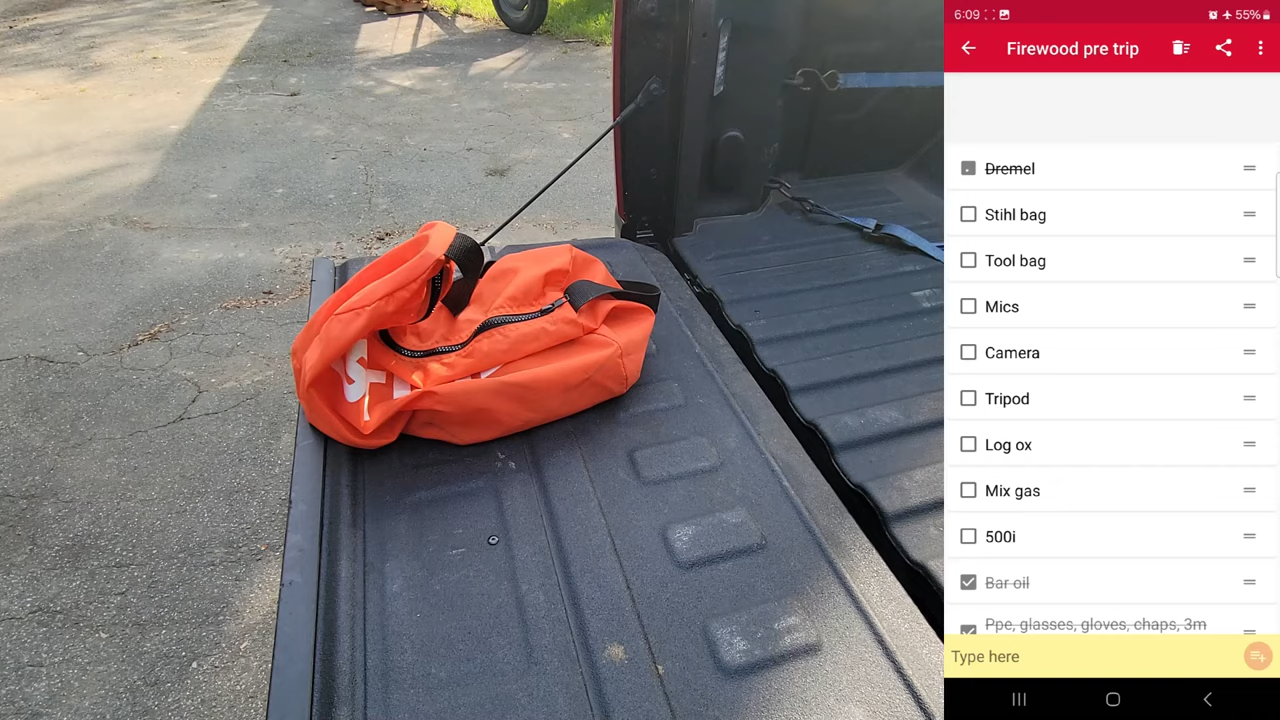 6:09
55%
Firewood pre trip
Dremel
Stihl bag
Tool bag
Mics
Camera
Tripod
Log ox
Mix gas
500i
Bar oil
Ppe, glasses, gloves, chaps, 3m
Type here